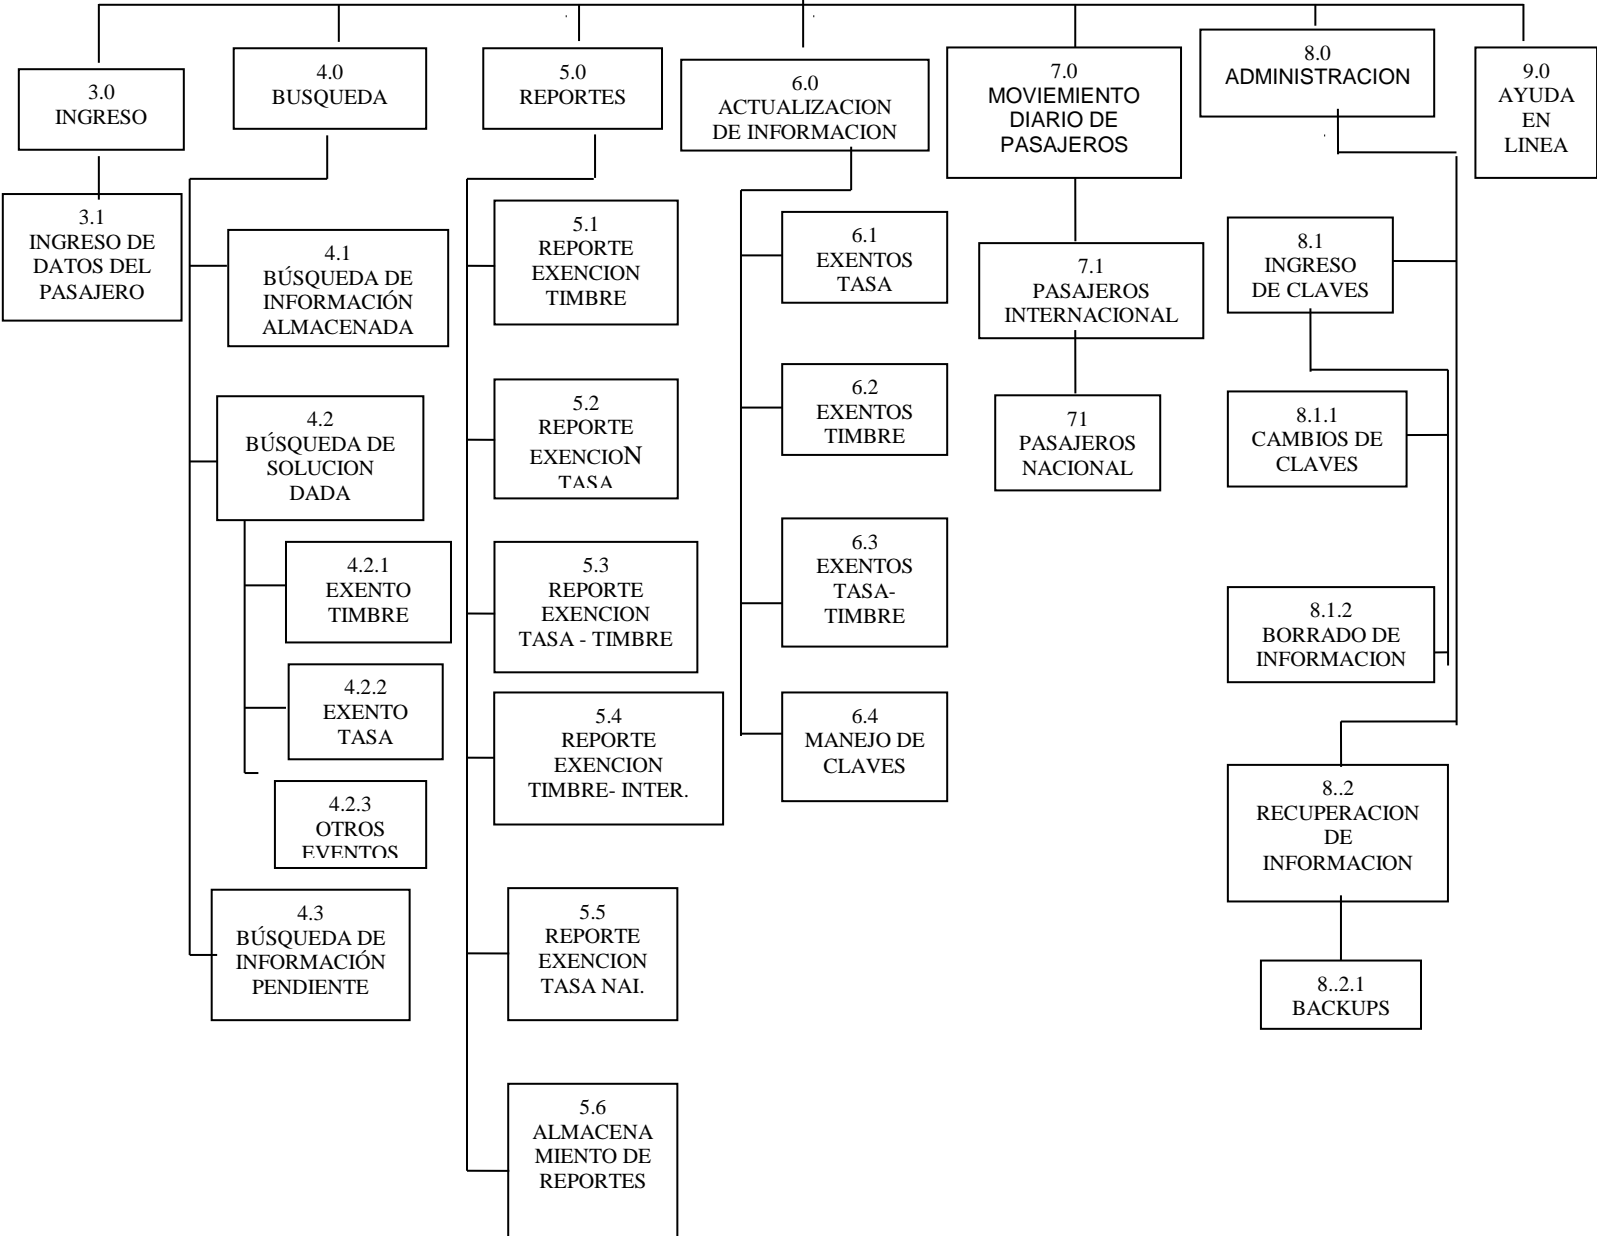 3.0
INGRESO
3.1
INGRESO DE
DATOS DEL
PASAJERO
4.0
BUSQUEDA
4.1
BÚSQUEDA DE
INFORMACIÓN
ALMACENADA
4.2
BÚSQUEDA DE
SOLUCION
DADA
4.2.1
EXENTO
TIMBRE
4.2.2
EXENTO
TASA
4.2.3
OTROS
EVENTOS
4.3
BÚSQUEDA DE
INFORMACIÓN
PENDIENTE
5.0
REPORTES
5.1
REPORTE
EXENCION
TIMBRE
5.2
REPORTE
EXENCION
TASA
5.3
REPORTE
EXENCION
TASA - TIMBRE
5.4
REPORTE
EXENCION
TIMBRE- INTER.
5.5
REPORTE
EXENCION
TASA NAI.
5.6
ALMACENA
MIENTO DE
REPORTES
6.0
ACTUALIZACION
DE INFORMACION
6.1
EXENTOS
TASA
6.2
EXENTOS
TIMBRE
6.3
EXENTOS
TASA-
TIMBRE
6.4
MANEJO DE
CLAVES
7.0
MOVIEMIENTO
DIARIO DE
PASAJEROS
7.1
PASAJEROS
INTERNACIONAL
71
PASAJEROS
NACIONAL
8.0
ADMINISTRACION
8.1
INGRESO
DE CLAVES
8.1.1
CAMBIOS DE
CLAVES
8.1.2
BORRADO DE
INFORMACION
8..2
RECUPERACION
DE
INFORMACION
8..2.1
BACKUPS
9.0
AYUDA
EN
LINEA